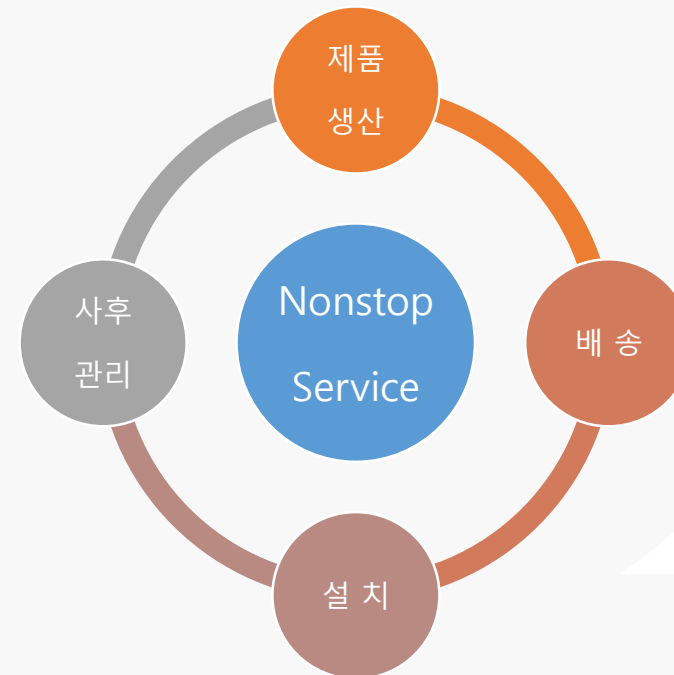 제품
생산
Nonstop
Service
사후
관리
배 송
설 치